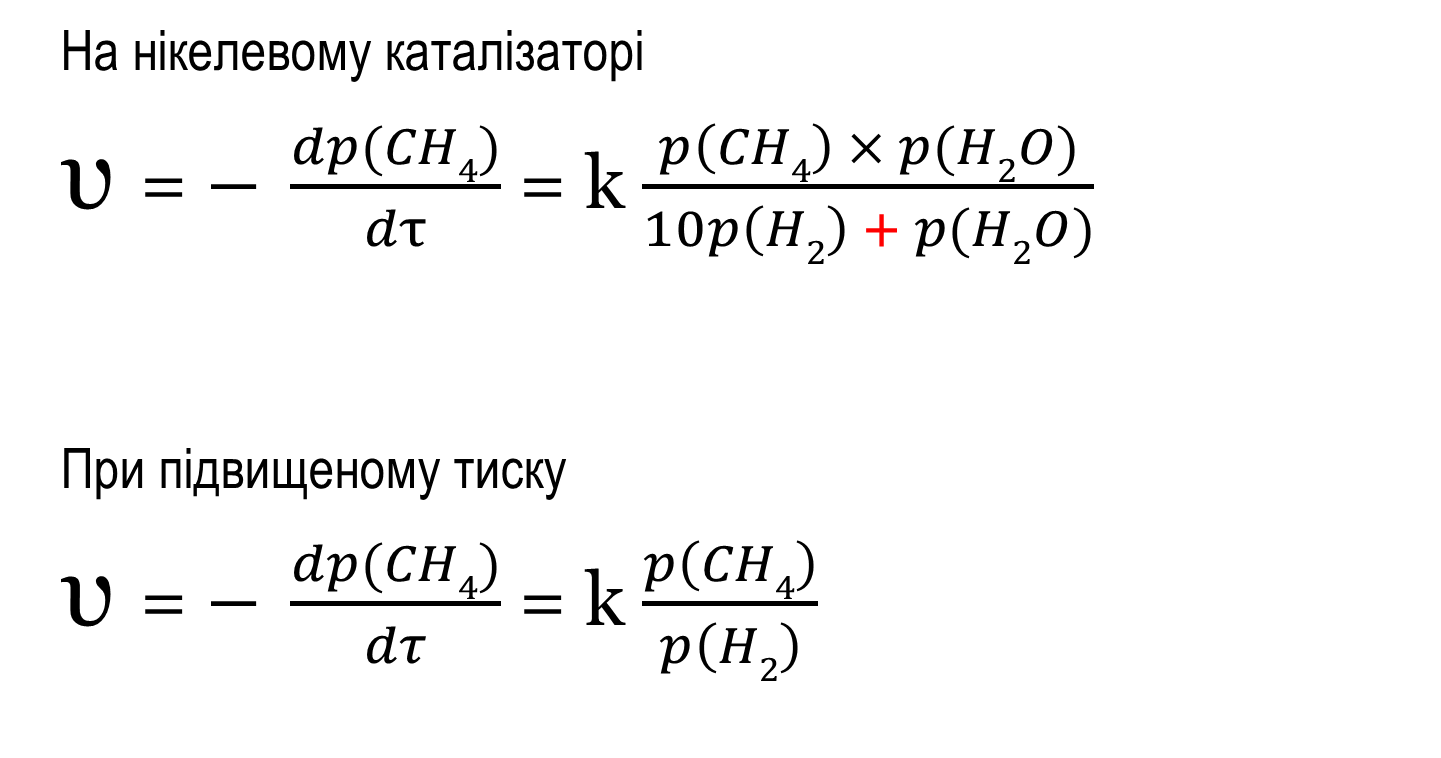 На нікелевому каталізаторі
υ = − dp(CH₄)/dτ = k p(CH₄) × p(H₂O)/10p(H₂) + p(H₂O)
При підвищеному тиску
υ = − dp(CH₄)/dτ = k p(CH₄)/p(H₂)